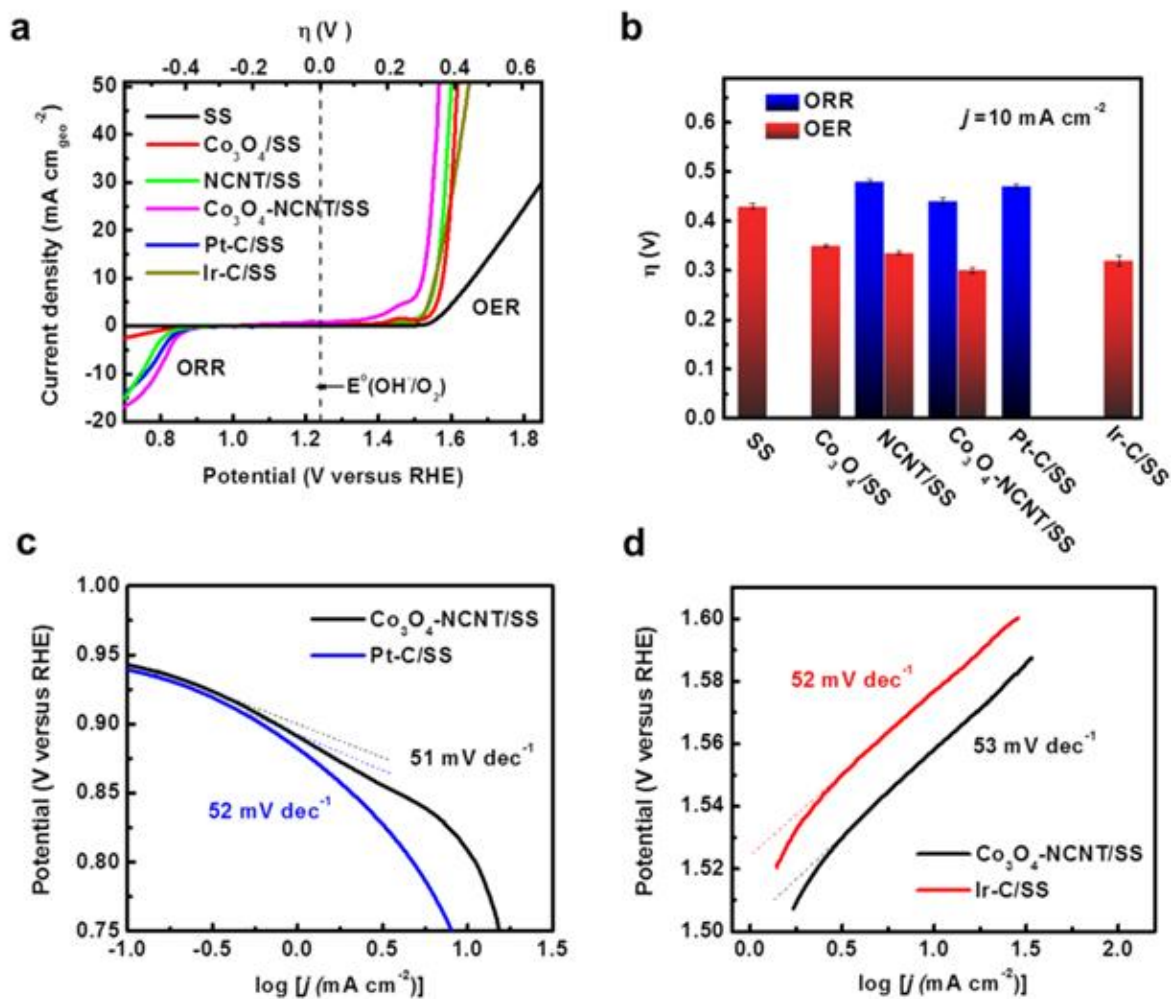 a
η (V)
-0.4 -0.2 0.0 0.2 0.4 0.6
50
40
30
20
10
0
-10
-20
Current density (mA cm_geo^-2)
SS
Co3O4/SS
NCNT/SS
Co3O4-NCNT/SS
Pt-C/SS
Ir-C/SS
OER
ORR
E^0(OH^-/O2)
0.8 1.0 1.2 1.4 1.6 1.8
Potential (V versus RHE)
b
ORR
OER
j =10 mA cm^-2
0.6
0.5
0.4
0.3
0.2
0.1
0.0
η (v)
SS
Co3O4/SS
NCNT/SS
Co3O4-NCNT/SS
Pt-C/SS
Ir-C/SS
c
1.00
0.95
0.90
0.85
0.80
0.75
Potential (V versus RHE)
Co3O4-NCNT/SS
Pt-C/SS
51 mV dec^-1
52 mV dec^-1
-1.0 -0.5 0.0 0.5 1.0 1.5
log [j (mA cm^-2)]
d
1.60
1.58
1.56
1.54
1.52
1.50
Potential (V versus RHE)
52 mV dec^-1
53 mV dec^-1
Co3O4-NCNT/SS
Ir-C/SS
0.0 0.5 1.0 1.5 2.0
log [j (mA cm^-2)]